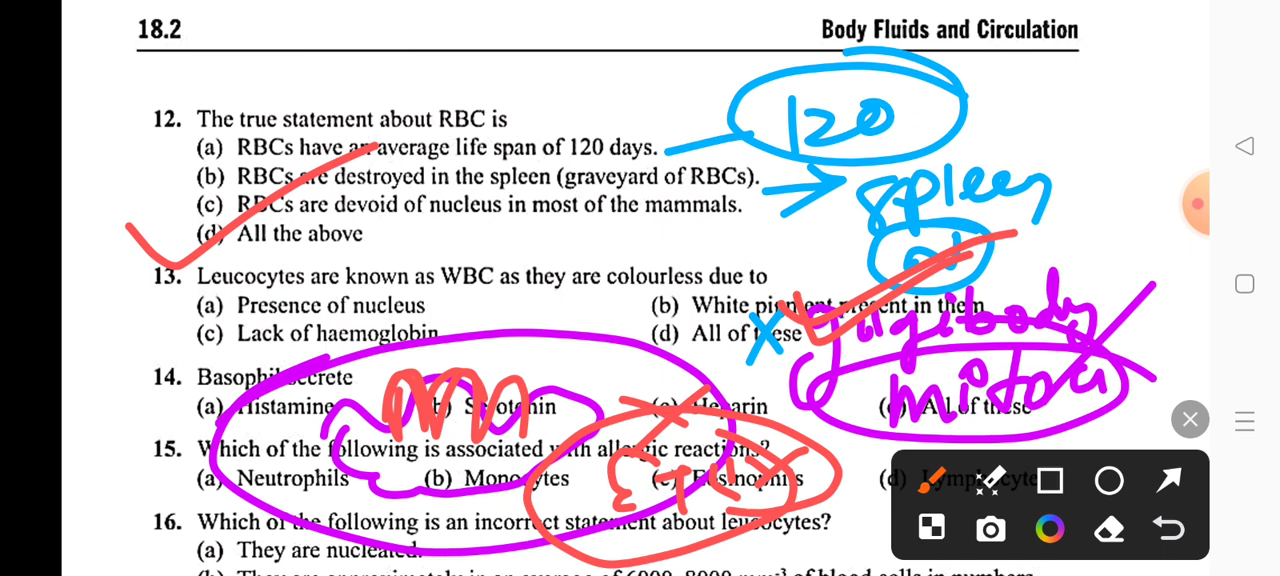 18.2 Body Fluids and Circulation
12. The true statement about RBC is
(a) RBCs have an average life span of 120 days.
120
(b) RBCs are destroyed in the spleen (graveyard of RBCs).
spleen
(c) RBCs are devoid of nucleus in most of the mammals.
(d) All the above
13. Leucocytes are known as WBC as they are colourless due to
(a) Presence of nucleus (b) White pigment present in them
(c) Lack of haemoglobin (d) All of these
14. Basophils secrete
(a) Histamine (b) Serotonin (c) Heparin (d) All of these
15. Which of the following is associated with allergic reactions?
(a) Neutrophils (b) Monocytes (c) Eosinophils (d) Lymphocytes
16. Which of the following is an incorrect statement about leucocytes?
(a) They are nucleated.